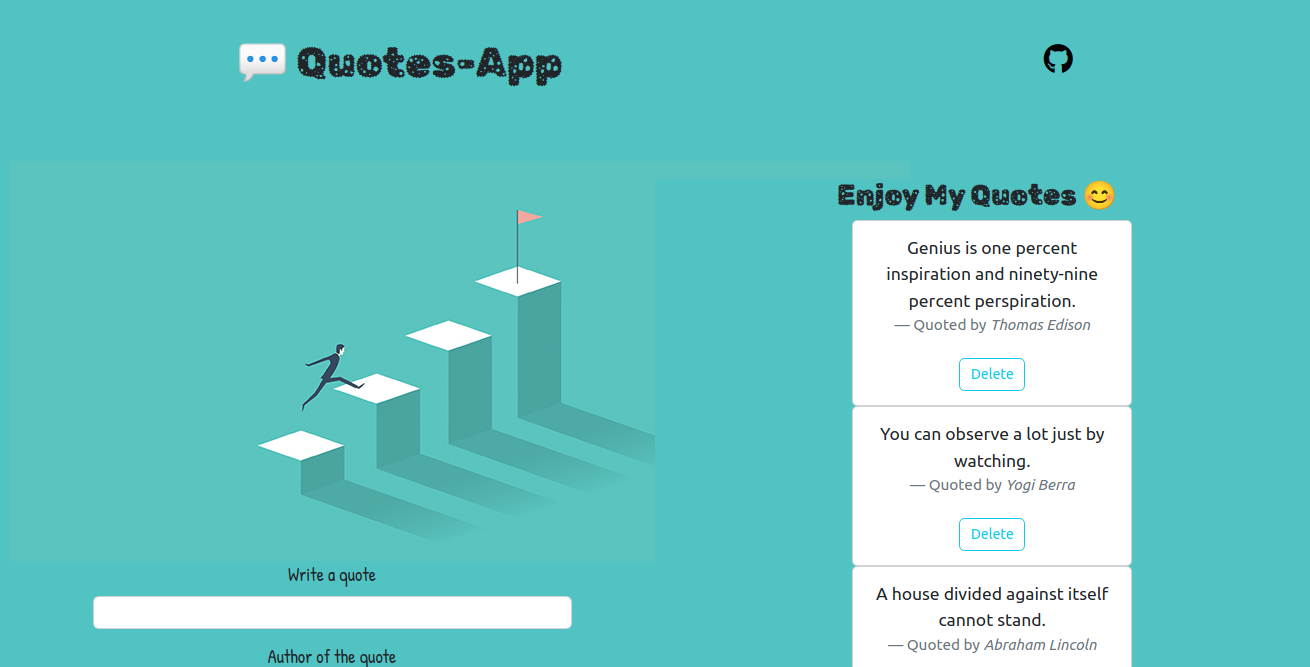 Quotes-App
Write a quote
Author of the quote
Enjoy My Quotes 😊
Genius is one percent
inspiration and ninety-nine
percent perspiration.
— Quoted by Thomas Edison
Delete
You can observe a lot just by
watching.
— Quoted by Yogi Berra
Delete
A house divided against itself
cannot stand.
— Quoted by Abraham Lincoln